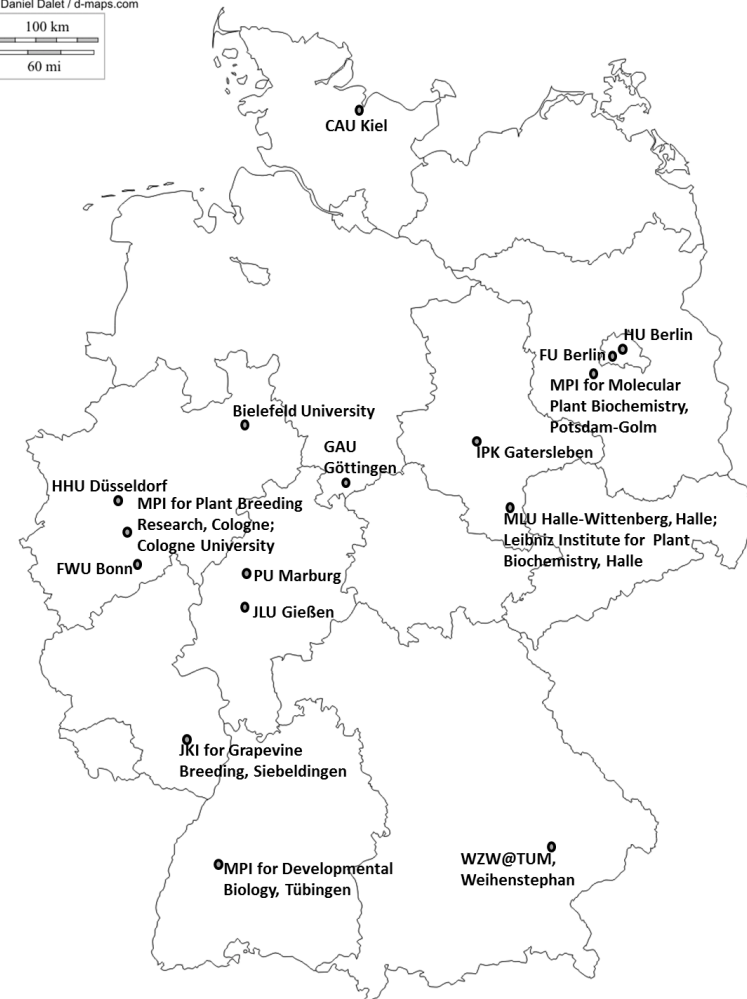 Daniel Dalet / d-maps.com
100 km
60 mi
CAU Kiel
HU Berlin
FU Berlin
MPI for Molecular
Plant Biochemistry,
Potsdam-Golm
Bielefeld University
GAU
Göttingen
IPK Gatersleben
HHU Düsseldorf
MPI for Plant Breeding
Research, Cologne;
Cologne University
MLU Halle-Wittenberg, Halle;
Leibniz Institute for Plant
Biochemistry, Halle
FWU Bonn
PU Marburg
JLU Gießen
JKI for Grapevine
Breeding, Siebeldingen
WZW@TUM,
Weihenstephan
MPI for Developmental
Biology, Tübingen